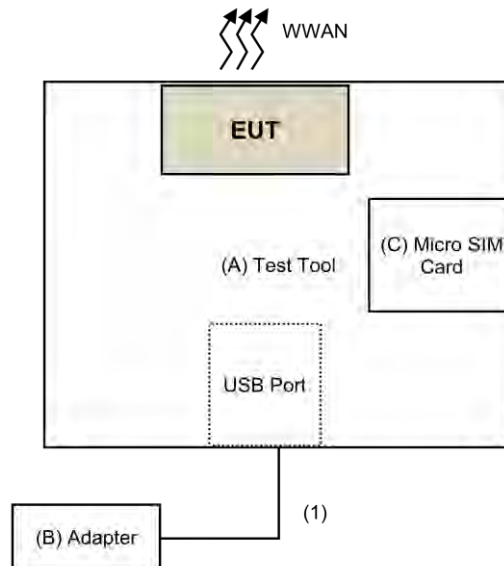 WWAN
EUT
(C) Micro SIM
Card
(A) Test Tool
USB Port
(1)
(B) Adapter